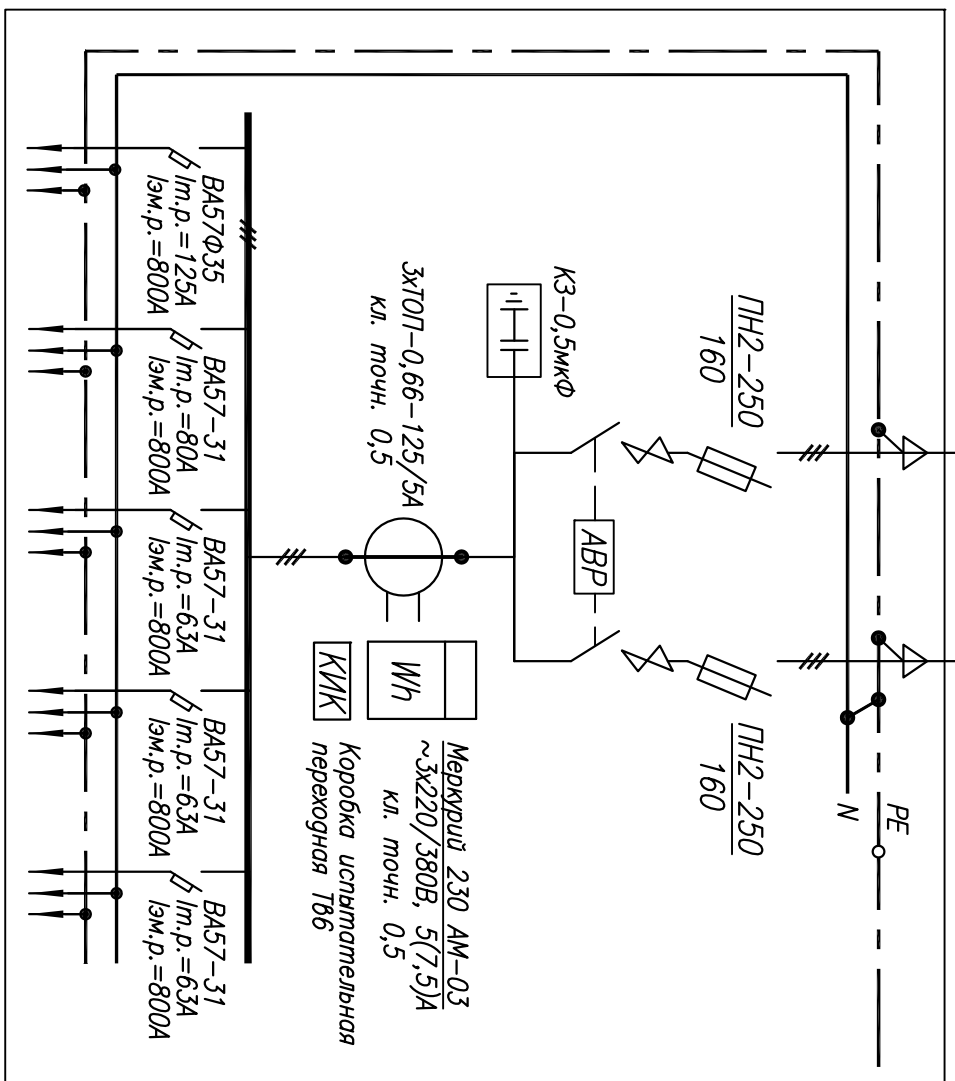 PE
N
ПН2-250
160
ПН2-250
160
АВР
КЗ-0,5мкФ
3хТОП-0,66-125/5А
кл. точн. 0,5
Wh
Меркурий 230 АМ-03
~3х220/380В, 5(7,5)А
кл. точн. 0,5
КИК
Коробка испытательная
переходная ТВ6
ВА57Ф35
Iт.р.=125А
Iэм.р.=800А
ВА57-31
Iт.р.=80А
Iэм.р.=800А
ВА57-31
Iт.р.=63А
Iэм.р.=800А
ВА57-31
Iт.р.=63А
Iэм.р.=800А
ВА57-31
Iт.р.=63А
Iэм.р.=800А